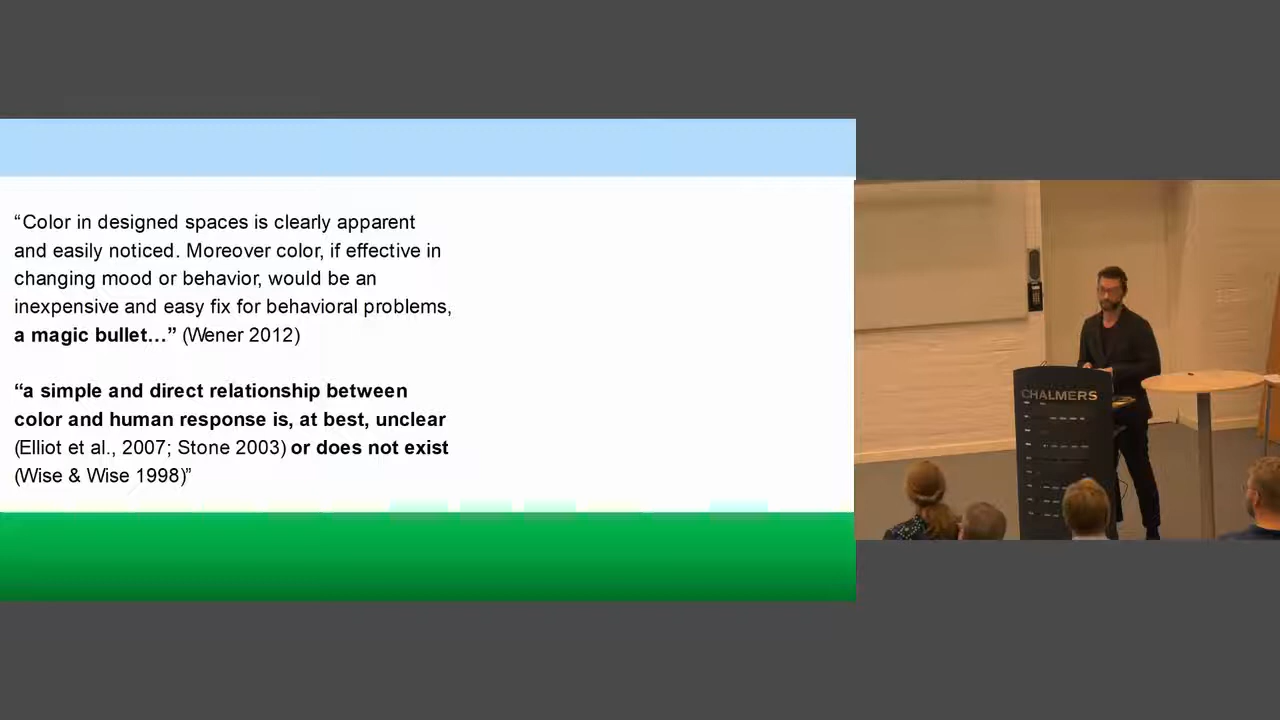 “Color in designed spaces is clearly apparent
and easily noticed. Moreover color, if effective in
changing mood or behavior, would be an
inexpensive and easy fix for behavioral problems,
a magic bullet…” (Wener 2012)
“a simple and direct relationship between
color and human response is, at best, unclear
(Elliot et al., 2007; Stone 2003) or does not exist
(Wise & Wise 1998)”
CHALMERS